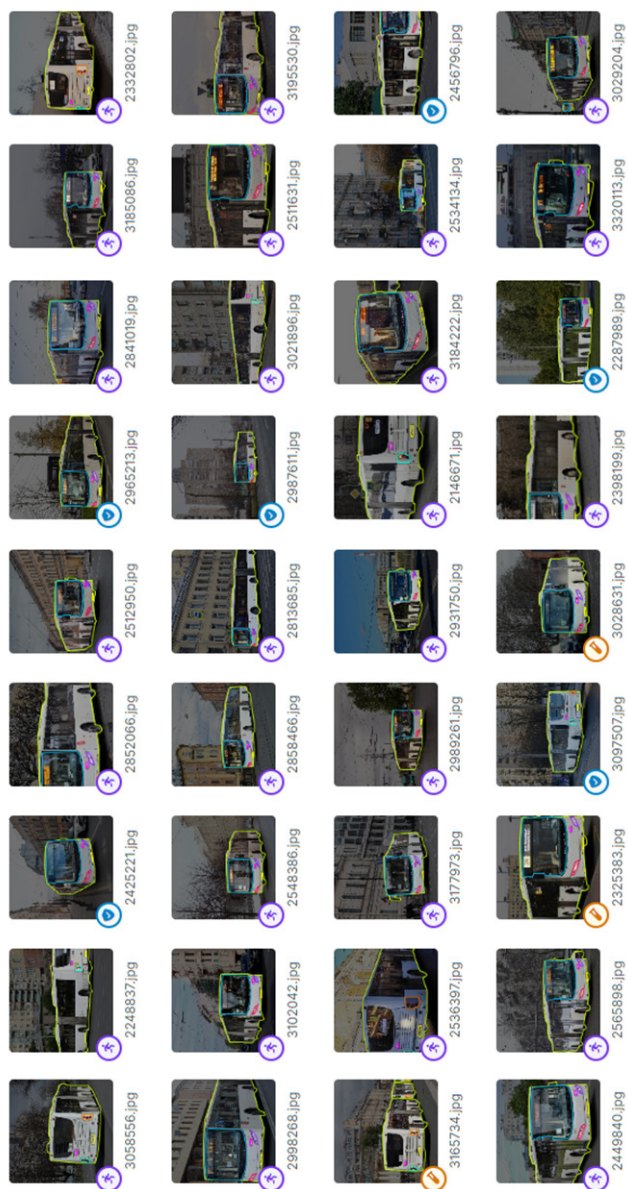 3058556.jpg 2248837.jpg 2425221.jpg 2852066.jpg 2512950.jpg 2965213.jpg 2841019.jpg 3185086.jpg 2332802.jpg
2998268.jpg 3102042.jpg 2548386.jpg 2858466.jpg 2813685.jpg 2987611.jpg 3021896.jpg 2511631.jpg 3195530.jpg
3165734.jpg 2536397.jpg 3177973.jpg 2989261.jpg 2931750.jpg 2146671.jpg 3184222.jpg 2534134.jpg 2456796.jpg
2449840.jpg 2565898.jpg 2325383.jpg 3097507.jpg 3028631.jpg 2398199.jpg 2287989.jpg 3320113.jpg 3029204.jpg